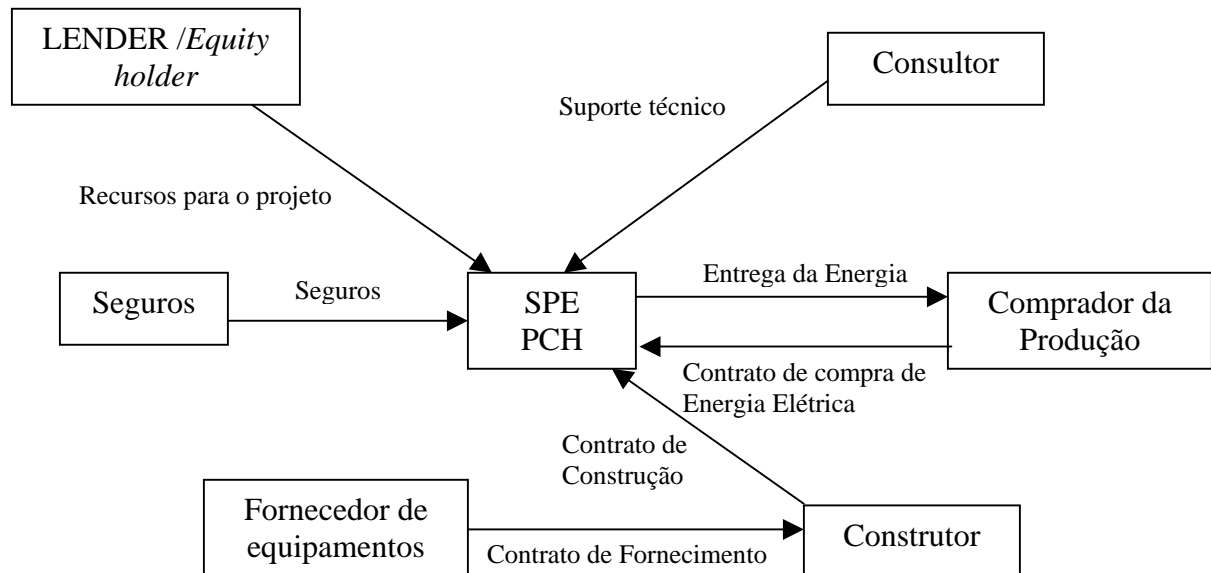 LENDER /Equity
holder
Consultor
Suporte técnico
Recursos para o projeto
Seguros
Seguros
SPE
PCH
Entrega da Energia
Comprador da
Produção
Contrato de compra de
Energia Elétrica
Contrato de
Construção
Fornecedor de
equipamentos
Contrato de Fornecimento
Construtor